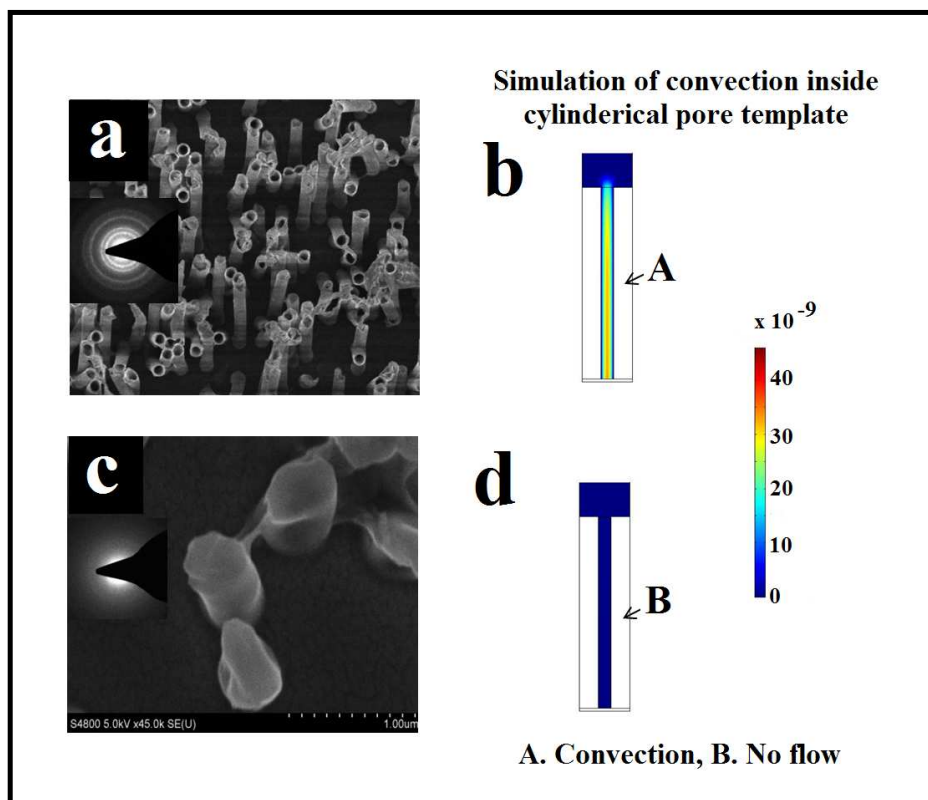 Simulation of convection inside
cylinderical pore template
a
b
A
x 10 -9
40
30
20
10
0
c
S4800 5.0kV x45.0k SE(U)
1.00um
d
B
A. Convection, B. No flow